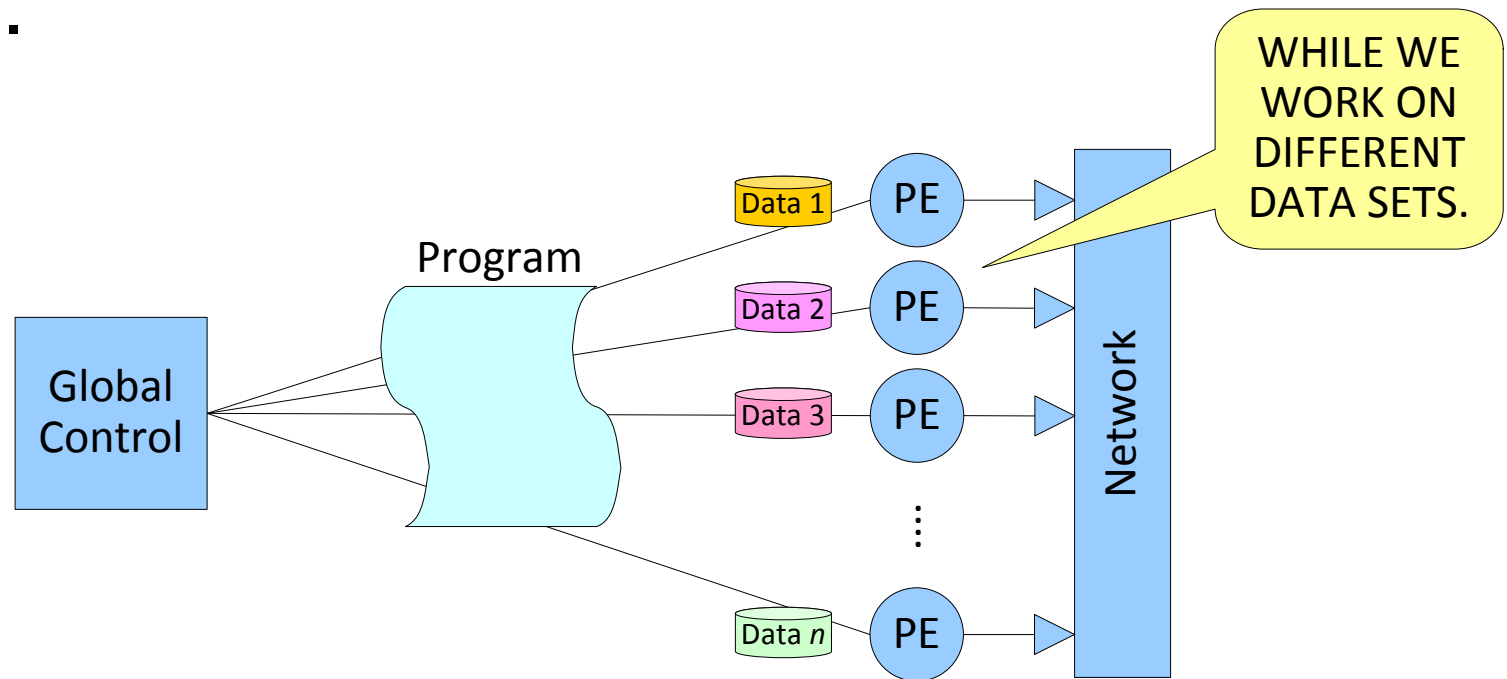 WHILE WE
WORK ON
DIFFERENT
DATA SETS.
Program
Global
Control
Data 1
PE
Data 2
PE
Data 3
PE
Data n
PE
Network